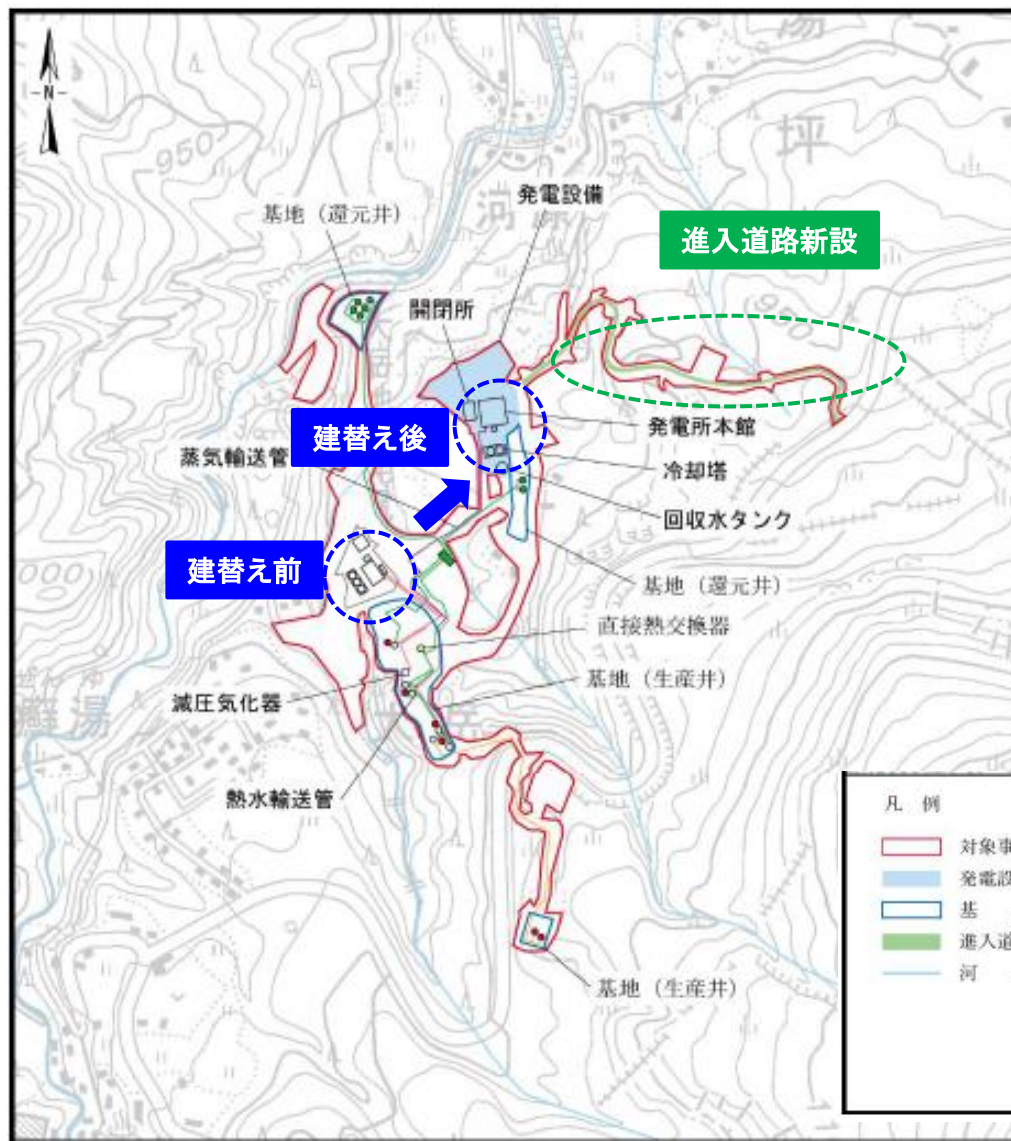 N
950
坪
基地（還元井）
発電設備
河
進入道路新設
開閉所
建替え後
発電所本館
蒸気輸送管
冷却塔
回収水タンク
建替え前
基地（還元井）
直接熱交換器
基地（生産井）
減圧気化器
湯
岳
熱水輸送管
凡 例
対象事
発電設
基
進入道
河
基地（生産井）